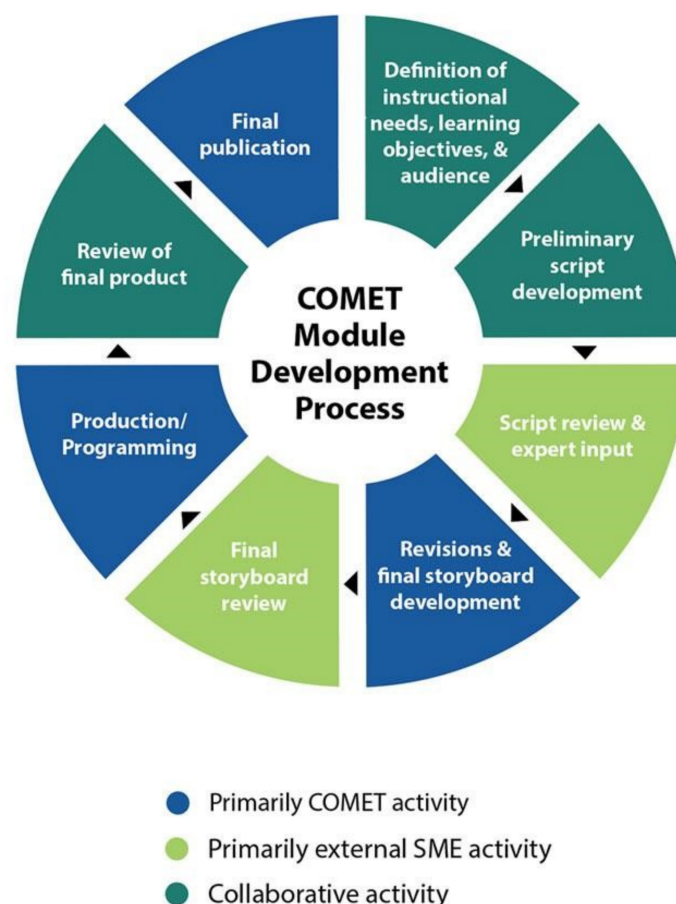 Definition of
instructional
needs, learning
objectives, &
audience
Preliminary
script
development
Script review &
expert input
Revisions &
final storyboard
development
Final
storyboard
review
Production/
Programming
Review of
final product
Final
publication
COMET
Module
Development
Process
Primarily COMET activity
Primarily external SME activity
Collaborative activity